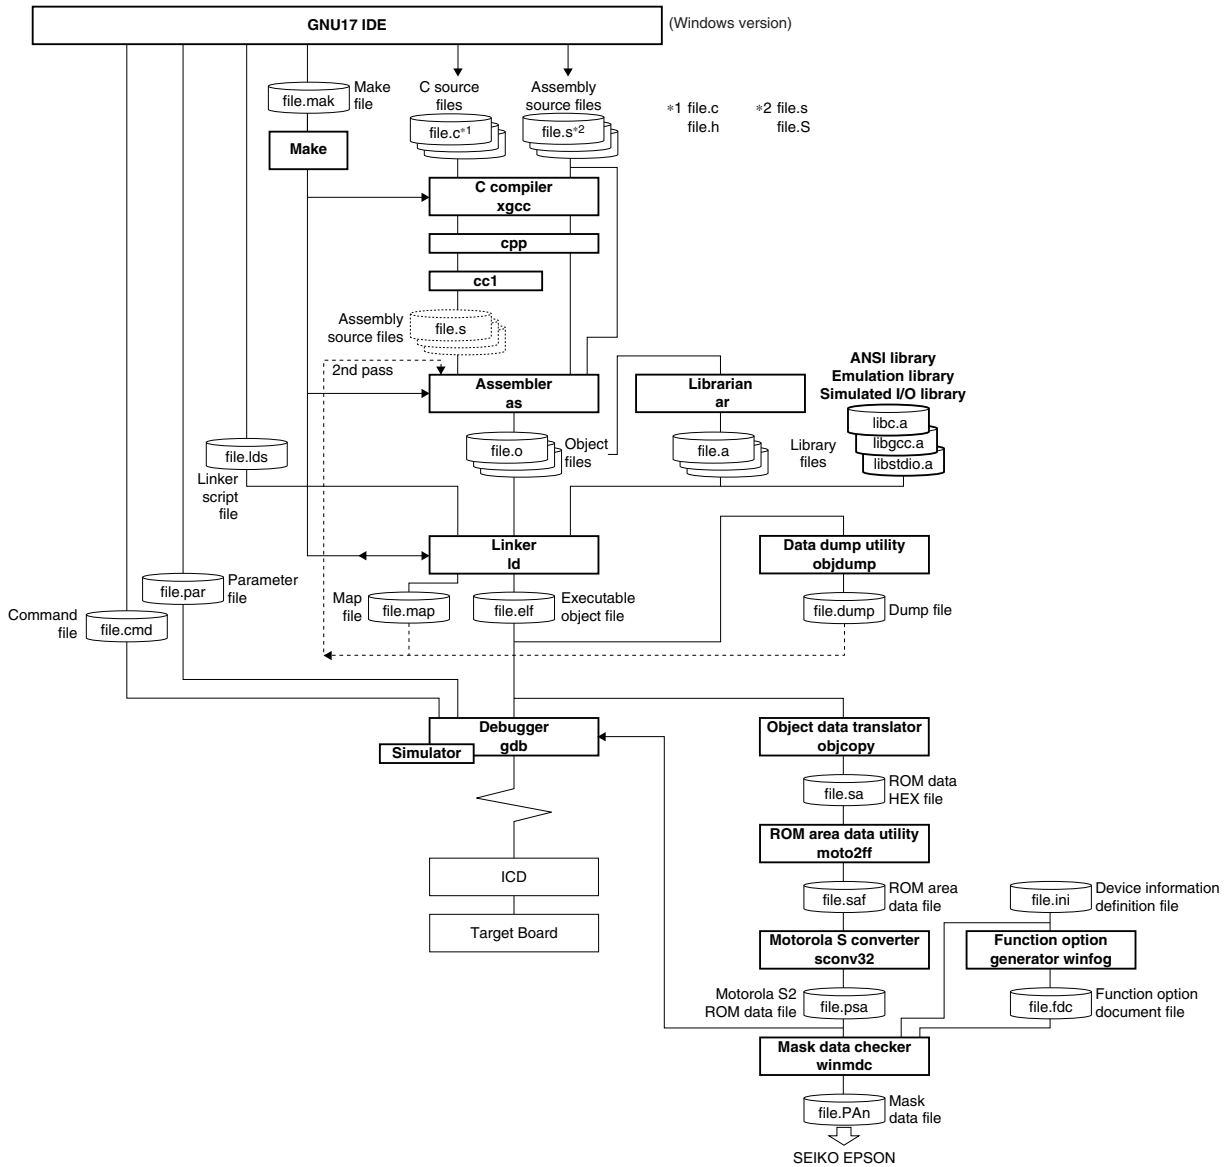 GNU17 IDE
(Windows version)
file.mak
Make
file
C source
files
Assembly
source files
file.c*1
file.s*2
*1 file.c
file.h
*2 file.s
file.S
Make
C compiler
xgcc
cpp
cc1
Assembly
source files
file.s
2nd pass
Assembler
as
Librarian
ar
ANSI library
Emulation library
Simulated I/O library
libc.a
libgcc.a
libstdio.a
file.lds
Linker
script
file
file.o
Object
files
file.a
Library
files
Linker
ld
Data dump utility
objdump
file.par
Parameter
file
Command
file
file.cmd
Map
file
file.map
file.elf
Executable
object file
file.dump
Dump file
Debugger
gdb
Simulator
Object data translator
objcopy
file.sa
ROM data
HEX file
ROM area data utility
moto2ff
ICD
Target Board
file.saf
ROM area
data file
file.ini
Device information
definition file
Motorola S converter
sconv32
Function option
generator winfog
Motorola S2
ROM data file
file.psa
file.fdc
Function option
document file
Mask data checker
winmdc
file.PAn
Mask
data file
SEIKO EPSON